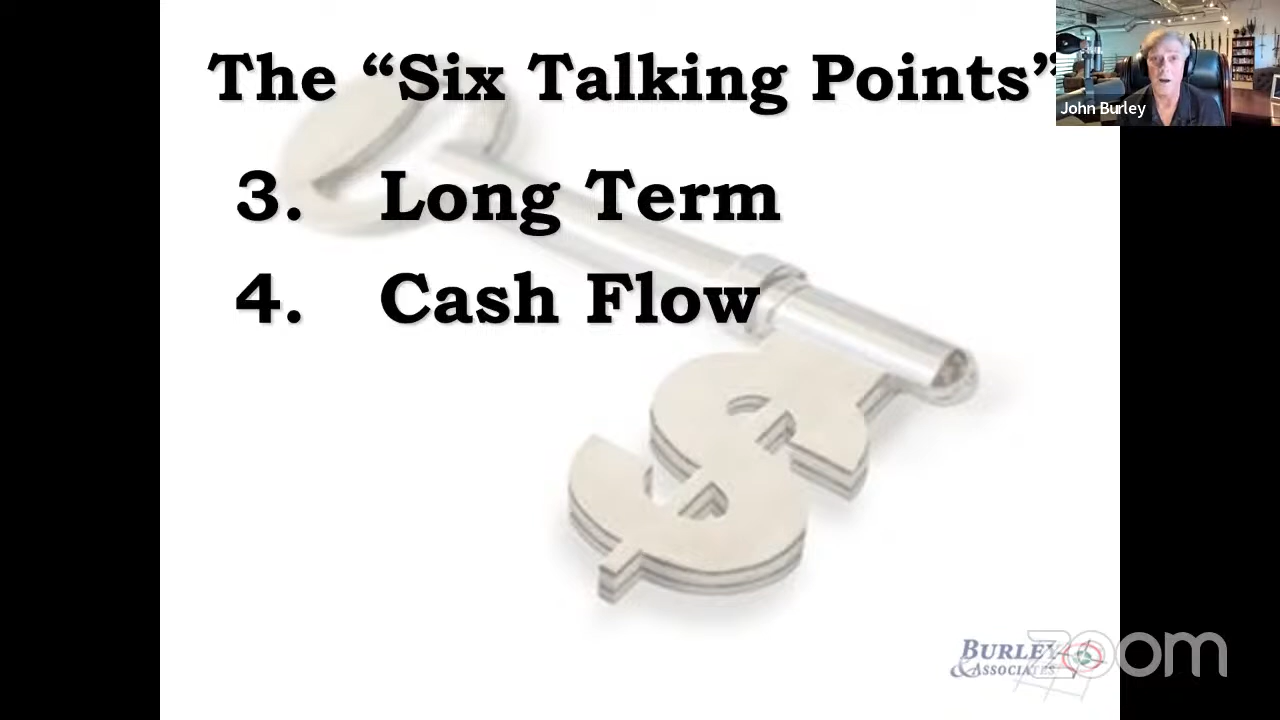 The “Six Talking Points”
John Burley
3. Long Term
4. Cash Flow
BURLEY
& ASSOCIATES
zoom